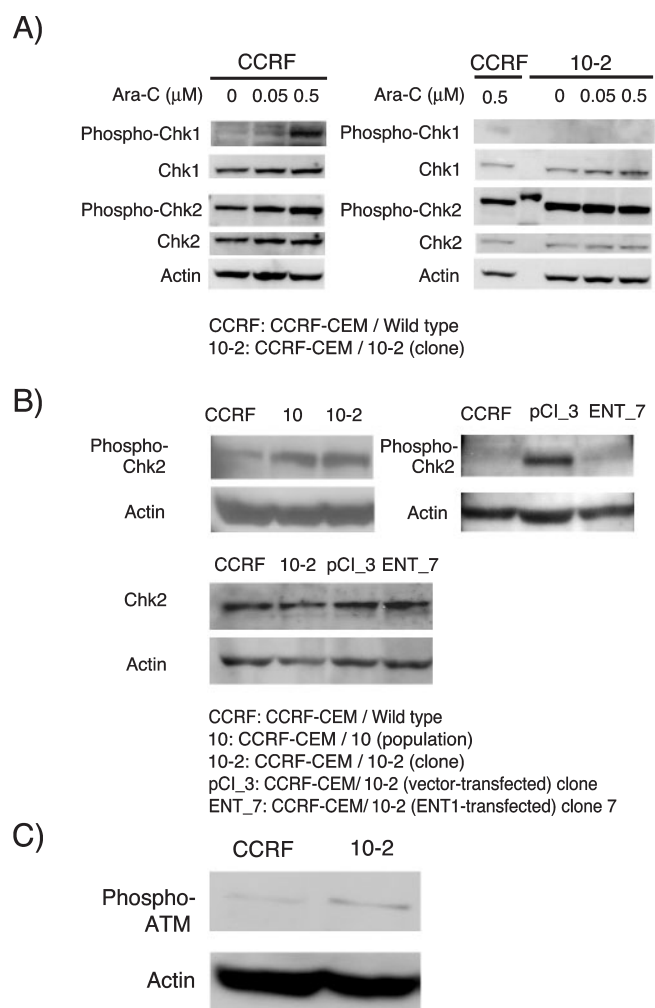 A)
CCRF
CCRF 10-2
Ara-C (μM) 0 0.05 0.5
Ara-C (μM) 0.5 0 0.05 0.5
Phospho-Chk1
Phospho-Chk1
Chk1
Chk1
Phospho-Chk2
Phospho-Chk2
Chk2
Chk2
Actin
Actin
CCRF: CCRF-CEM / Wild type
10-2: CCRF-CEM / 10-2 (clone)
B)
CCRF 10 10-2
CCRF pCI_3 ENT_7
Phospho-
Chk2
Phospho-
Chk2
Actin
Actin
CCRF 10-2 pCI_3 ENT_7
Chk2
Actin
CCRF: CCRF-CEM / Wild type
10: CCRF-CEM / 10 (population)
10-2: CCRF-CEM / 10-2 (clone)
pCI_3: CCRF-CEM/ 10-2 (vector-transfected) clone
ENT_7: CCRF-CEM/ 10-2 (ENT1-transfected) clone 7
C)
CCRF 10-2
Phospho-
ATM
Actin